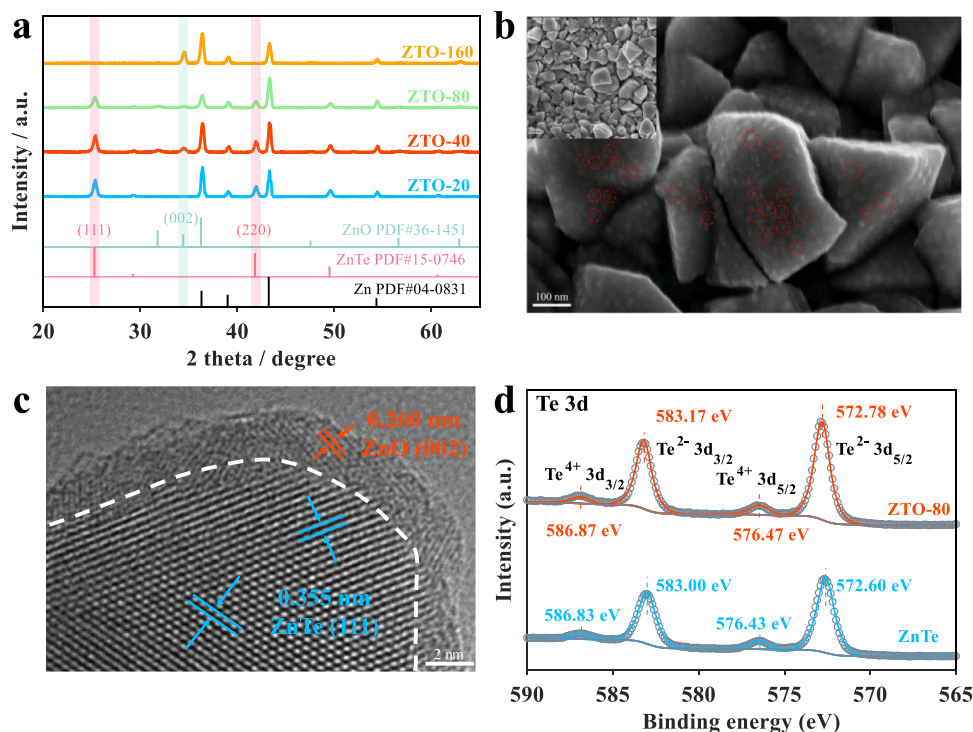 a
ZTO-160
ZTO-80
ZTO-40
ZTO-20
(111)
(002)
(220)
ZnO PDF#36-1451
ZnTe PDF#15-0746
Zn PDF#04-0831
Intensity / a.u.
20 30 40 50 60
2 theta / degree
b
100 nm
c
0.260 nm
ZnO (002)
0.355 nm
ZnTe (111)
2 nm
d
Te 3d
583.17 eV
572.78 eV
Te²⁻ 3d₃/₂
Te²⁻ 3d₅/₂
Te⁴⁺ 3d₃/₂
Te⁴⁺ 3d₅/₂
ZTO-80
586.87 eV
576.47 eV
583.00 eV
572.60 eV
586.83 eV
576.43 eV
ZnTe
Intensity (a.u.)
590 585 580 575 570 565
Binding energy (eV)